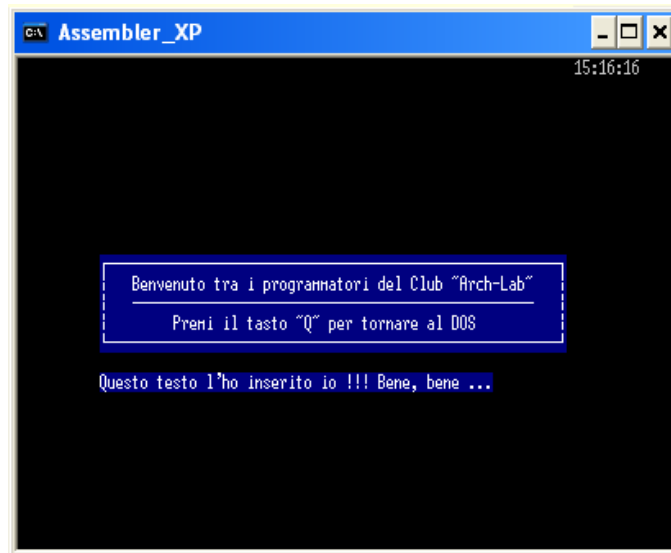 Assembler_XP
15:16:16
Benvenuto tra i programmatori del Club "Arch-Lab"
Premi il tasto "Q" per tornare al DOS
Questo testo l'ho inserito io !!! Bene, bene ...